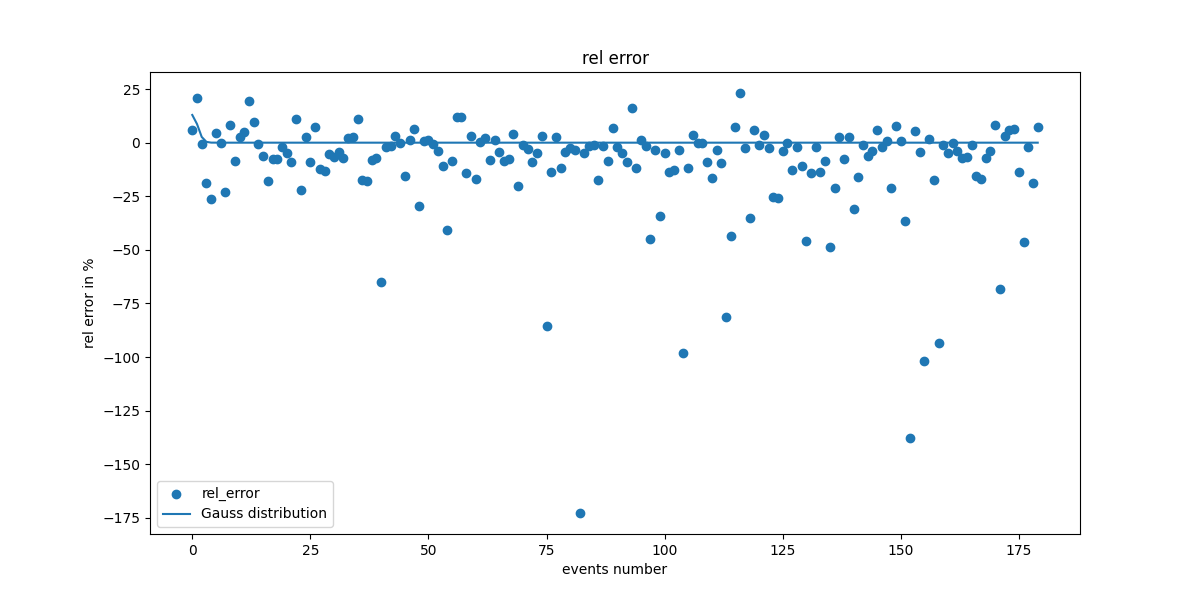 rel error
25
0
−25
−50
−75
−100
−125
−150
−175
rel error in %
rel_error
Gauss distribution
0 25 50 75 100 125 150 175
events number